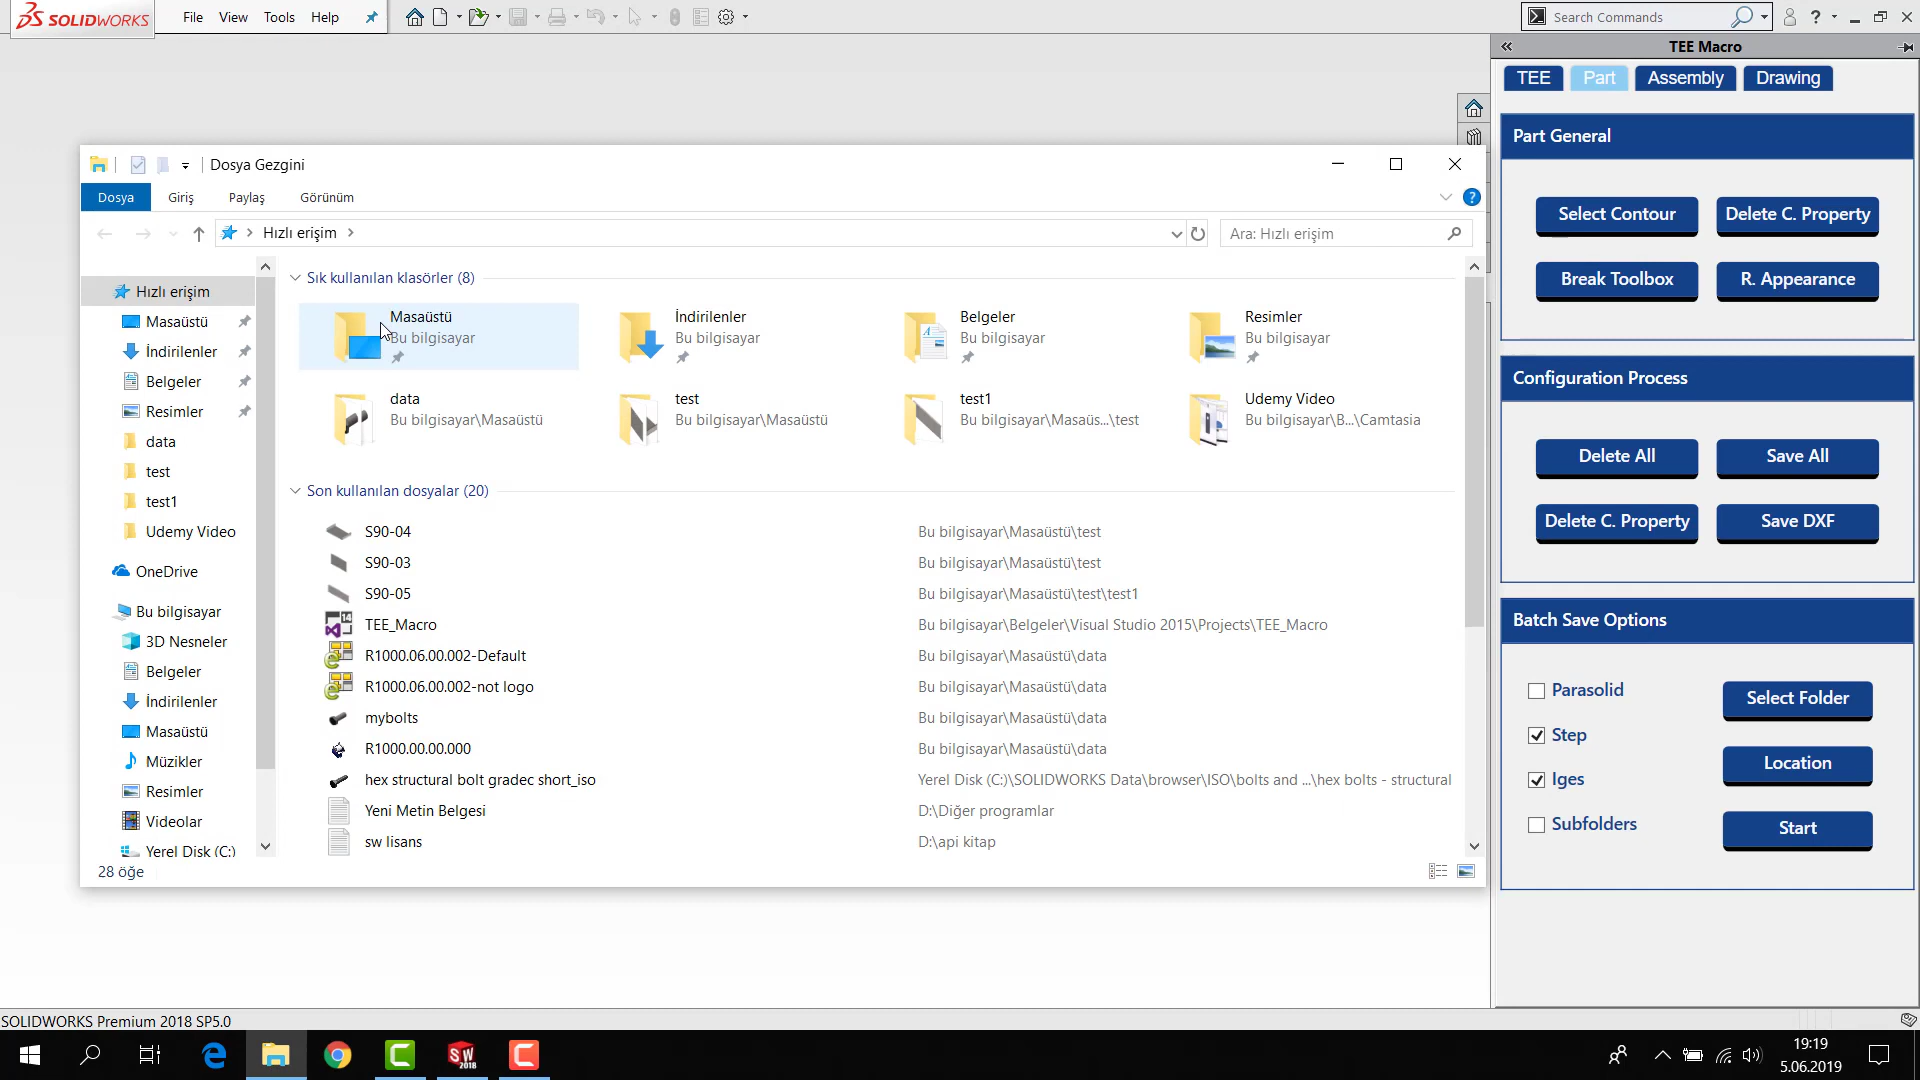 SOLIDWORKS
File View Tools Help
Search Commands
?
TEE Macro
TEE Part Assembly Drawing
Part General
Select Contour Delete C. Property
Break Toolbox R. Appearance
Configuration Process
Delete All Save All
Delete C. Property Save DXF
Batch Save Options
Parasolid
Step
Iges
Subfolders
Select Folder
Location
Start
Dosya Gezgini
Dosya Giriş Paylaş Görünüm
?
Hızlı erişim
Ara: Hızlı erişim
Hızlı erişim
Masaüstü
İndirilenler
Belgeler
Resimler
data
test
test1
Udemy Video
OneDrive
Bu bilgisayar
3D Nesneler
Belgeler
İndirilenler
Masaüstü
Müzikler
Resimler
Videolar
Yerel Disk (C:)
Sık kullanılan klasörler (8)
Masaüstü
Bu bilgisayar
İndirilenler
Bu bilgisayar
Belgeler
Bu bilgisayar
Resimler
Bu bilgisayar
data
Bu bilgisayar\Masaüstü
test
Bu bilgisayar\Masaüstü
test1
Bu bilgisayar\Masaüs...\test
Udemy Video
Bu bilgisayar\B...\Camtasia
Son kullanılan dosyalar (20)
S90-04 Bu bilgisayar\Masaüstü\test
S90-03 Bu bilgisayar\Masaüstü\test
S90-05 Bu bilgisayar\Masaüstü\test\test1
TEE_Macro Bu bilgisayar\Belgeler\Visual Studio 2015\Projects\TEE_Macro
R1000.06.00.002-Default Bu bilgisayar\Masaüstü\data
R1000.06.00.002-not logo Bu bilgisayar\Masaüstü\data
mybolts Bu bilgisayar\Masaüstü\data
R1000.00.00.000 Bu bilgisayar\Masaüstü\data
hex structural bolt gradec short_iso Yerel Disk (C:)\SOLIDWORKS Data\browser\ISO\bolts and ...\hex bolts - structural
Yeni Metin Belgesi D:\Diğer programlar
sw lisans D:\api kitap
28 öğe
SOLIDWORKS Premium 2018 SP5.0
SW
2018
19:19
5.06.2019